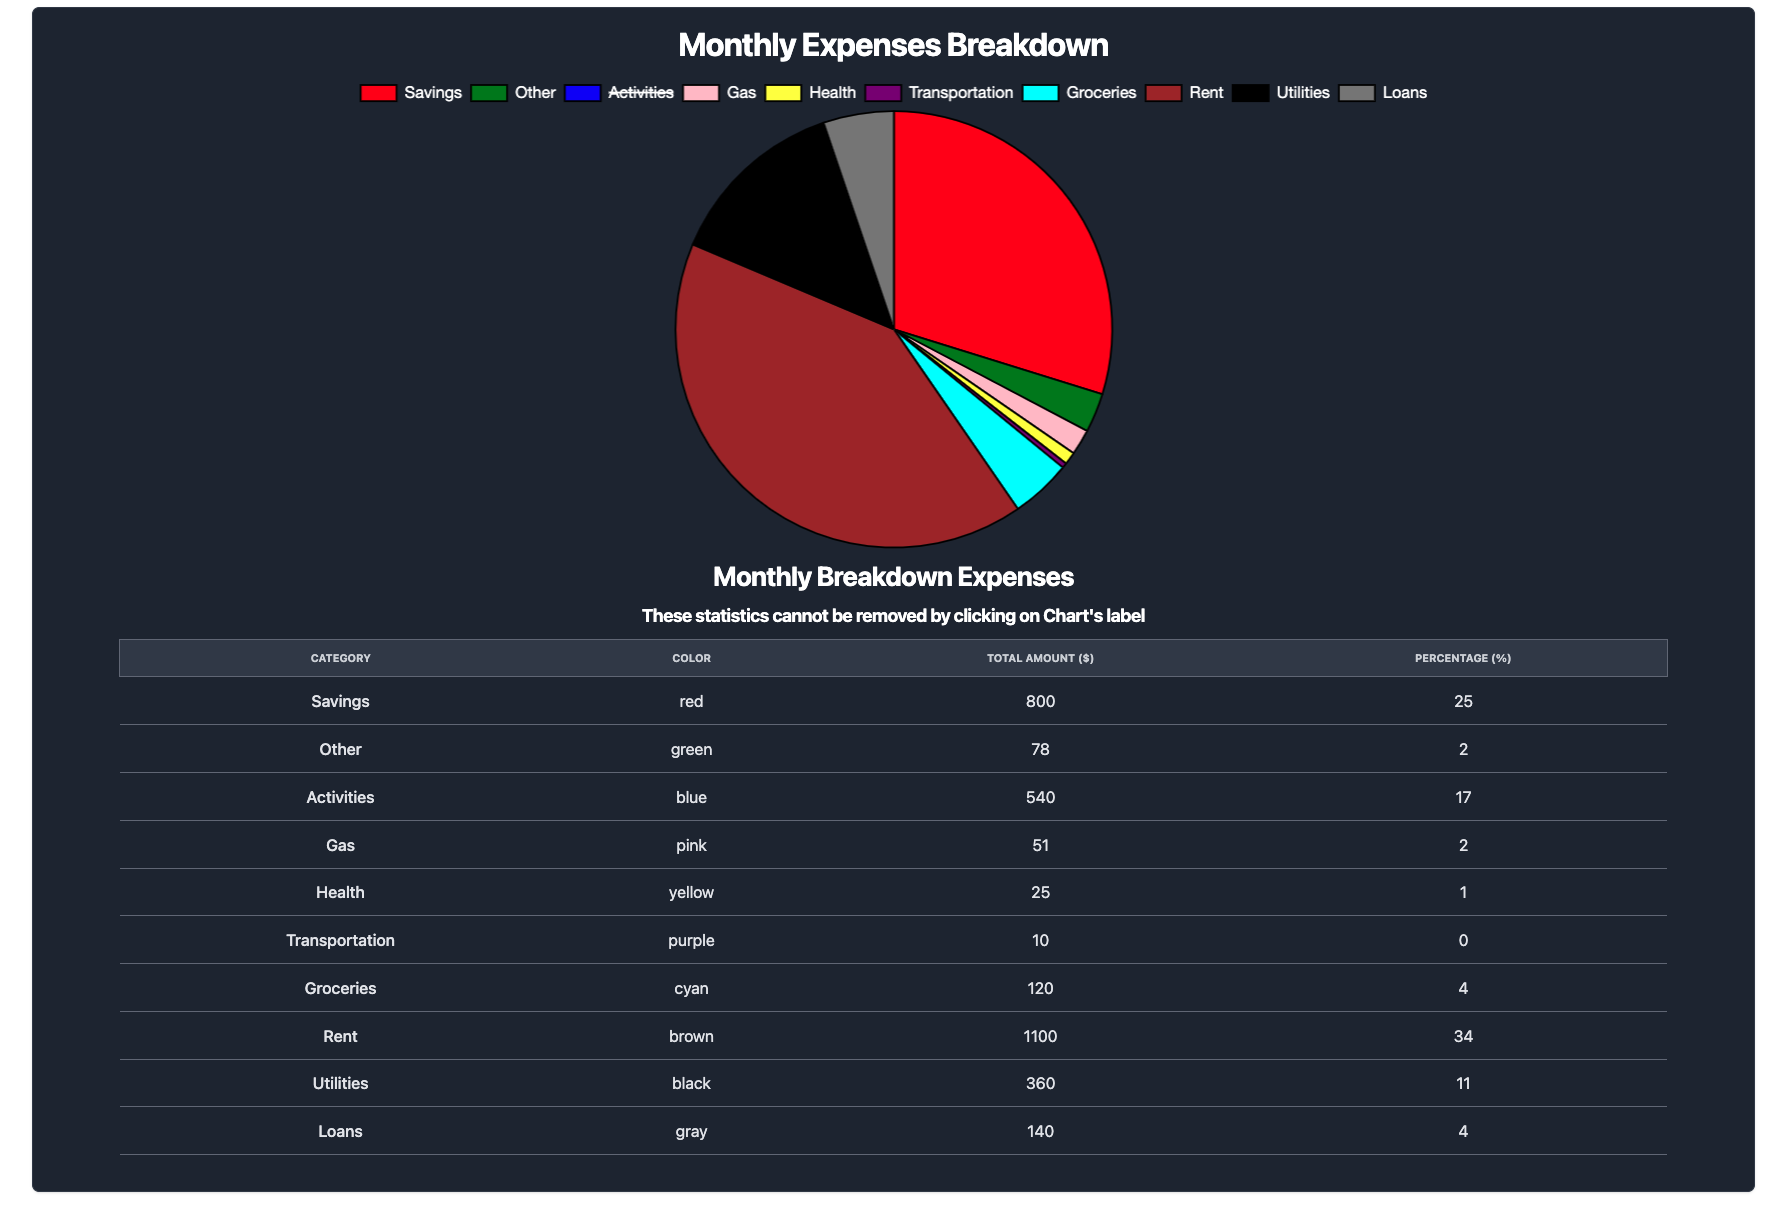 Monthly Expenses Breakdown
Savings Other Activities Gas Health Transportation Groceries Rent Utilities Loans
Monthly Breakdown Expenses
These statistics cannot be removed by clicking on Chart's label
CATEGORY COLOR TOTAL AMOUNT ($) PERCENTAGE (%)
Savings red 800 25
Other green 78 2
Activities blue 540 17
Gas pink 51 2
Health yellow 25 1
Transportation purple 10 0
Groceries cyan 120 4
Rent brown 1100 34
Utilities black 360 11
Loans gray 140 4